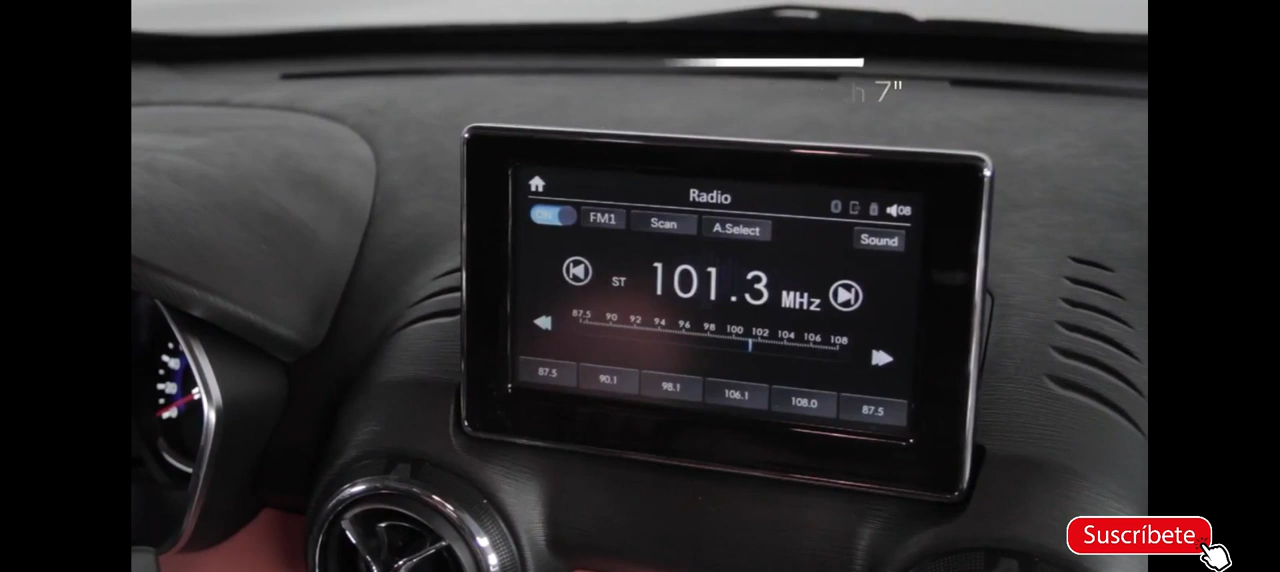 7"
Radio
08
ON FM1 Scan A.Select Sound
ST 101.3 MHz
87.5 90 92 94 96 98 100 102 104 106 108
87.5 90.1 98.1 106.1 108.0 87.5
Suscríbete